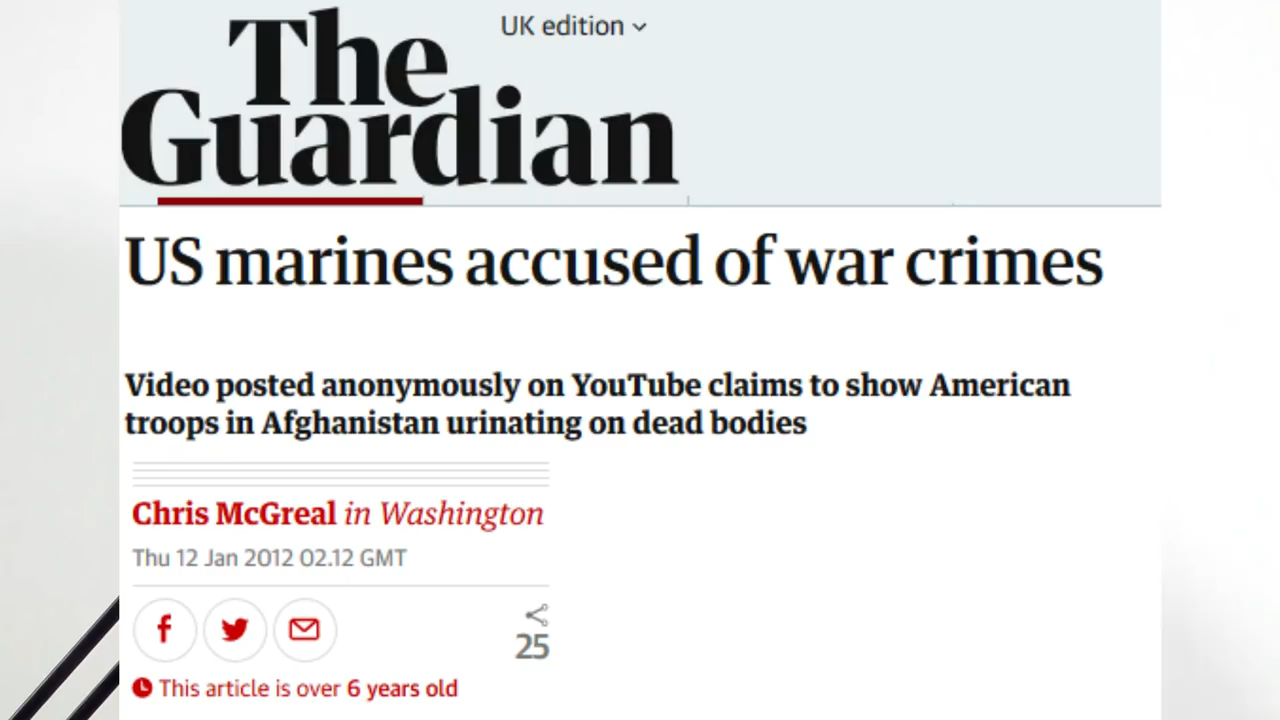 The
Guardian
UK edition
US marines accused of war crimes
Video posted anonymously on YouTube claims to show American
troops in Afghanistan urinating on dead bodies
Chris McGreal in Washington
Thu 12 Jan 2012 02.12 GMT
25
This article is over 6 years old